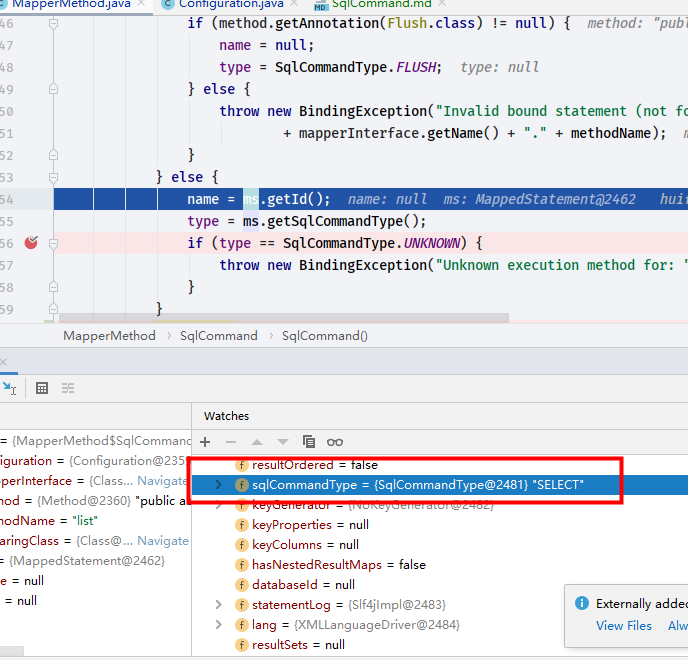 MapperMethod.java
Configuration.java
SqlCommand.md
46 if (method.getAnnotation(Flush.class) != null) { method: "publ
47 name = null;
48 type = SqlCommandType.FLUSH; type: null
49 } else {
50 throw new BindingException("Invalid bound statement (not fo
51 + mapperInterface.getName() + "." + methodName);
52 }
53 } else {
54 name = ms.getId(); name: null ms: MappedStatement@2462 huif
55 type = ms.getSqlCommandType();
56 if (type == SqlCommandType.UNKNOWN) {
57 throw new BindingException("Unknown execution method for: "
58 }
59 }
MapperMethod > SqlCommand > SqlCommand()
Watches
= {MapperMethod$SqlCommand
figuration = {Configuration@235
pperInterface = {Class... Navigate
hod = {Method@2360} "public a
hodName = "list"
aringClass = {Class@... Navigate
= {MappedStatement@2462}
e = null
= null
resultOrdered = false
sqlCommandType = {SqlCommandType@2481} "SELECT"
keyGenerator = {NoKeyGenerator@2482}
keyProperties = null
keyColumns = null
hasNestedResultMaps = false
databaseId = null
statementLog = {Slf4jImpl@2483}
lang = {XMLLanguageDriver@2484}
resultSets = null
Externally added
View Files Alw